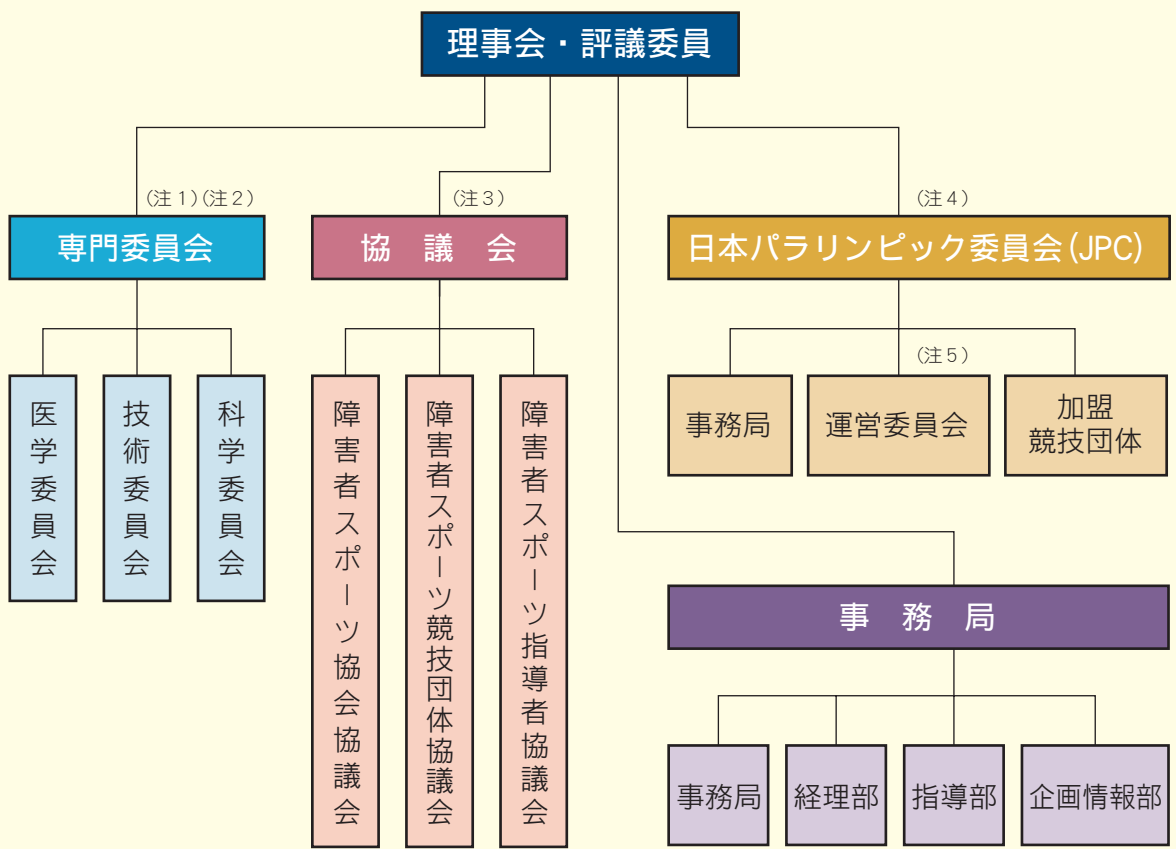 理事会・評議委員
(注1)(注2)
専門委員会
医学委員会
技術委員会
科学委員会
(注3)
協議会
障害者スポーツ協会協議会
障害者スポーツ競技団体協議会
障害者スポーツ指導者協議会
(注4)
日本パラリンピック委員会(JPC)
事務局
(注5)
運営委員会
加盟
競技団体
事務局
事務局
経理部
指導部
企画情報部